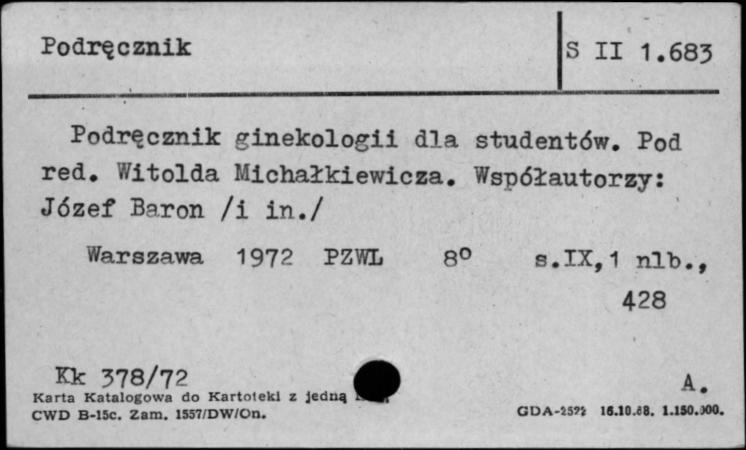 Podręcznik
S II 1.683
Podręcznik ginekologii dla studentów. Pod
red. Witolda Michałkiewicza. Współautorzy:
Józef Baron /i in./
Warszawa 1972 PZWL 8° s.IX,1 nlb.,
428
Kk 378/72
A.
Karta Katalogowa do Kartoteki z jedną
CWD B-15c. Zam. 1557/DW/On.
GDA- 16.10.68. 1.150.000.